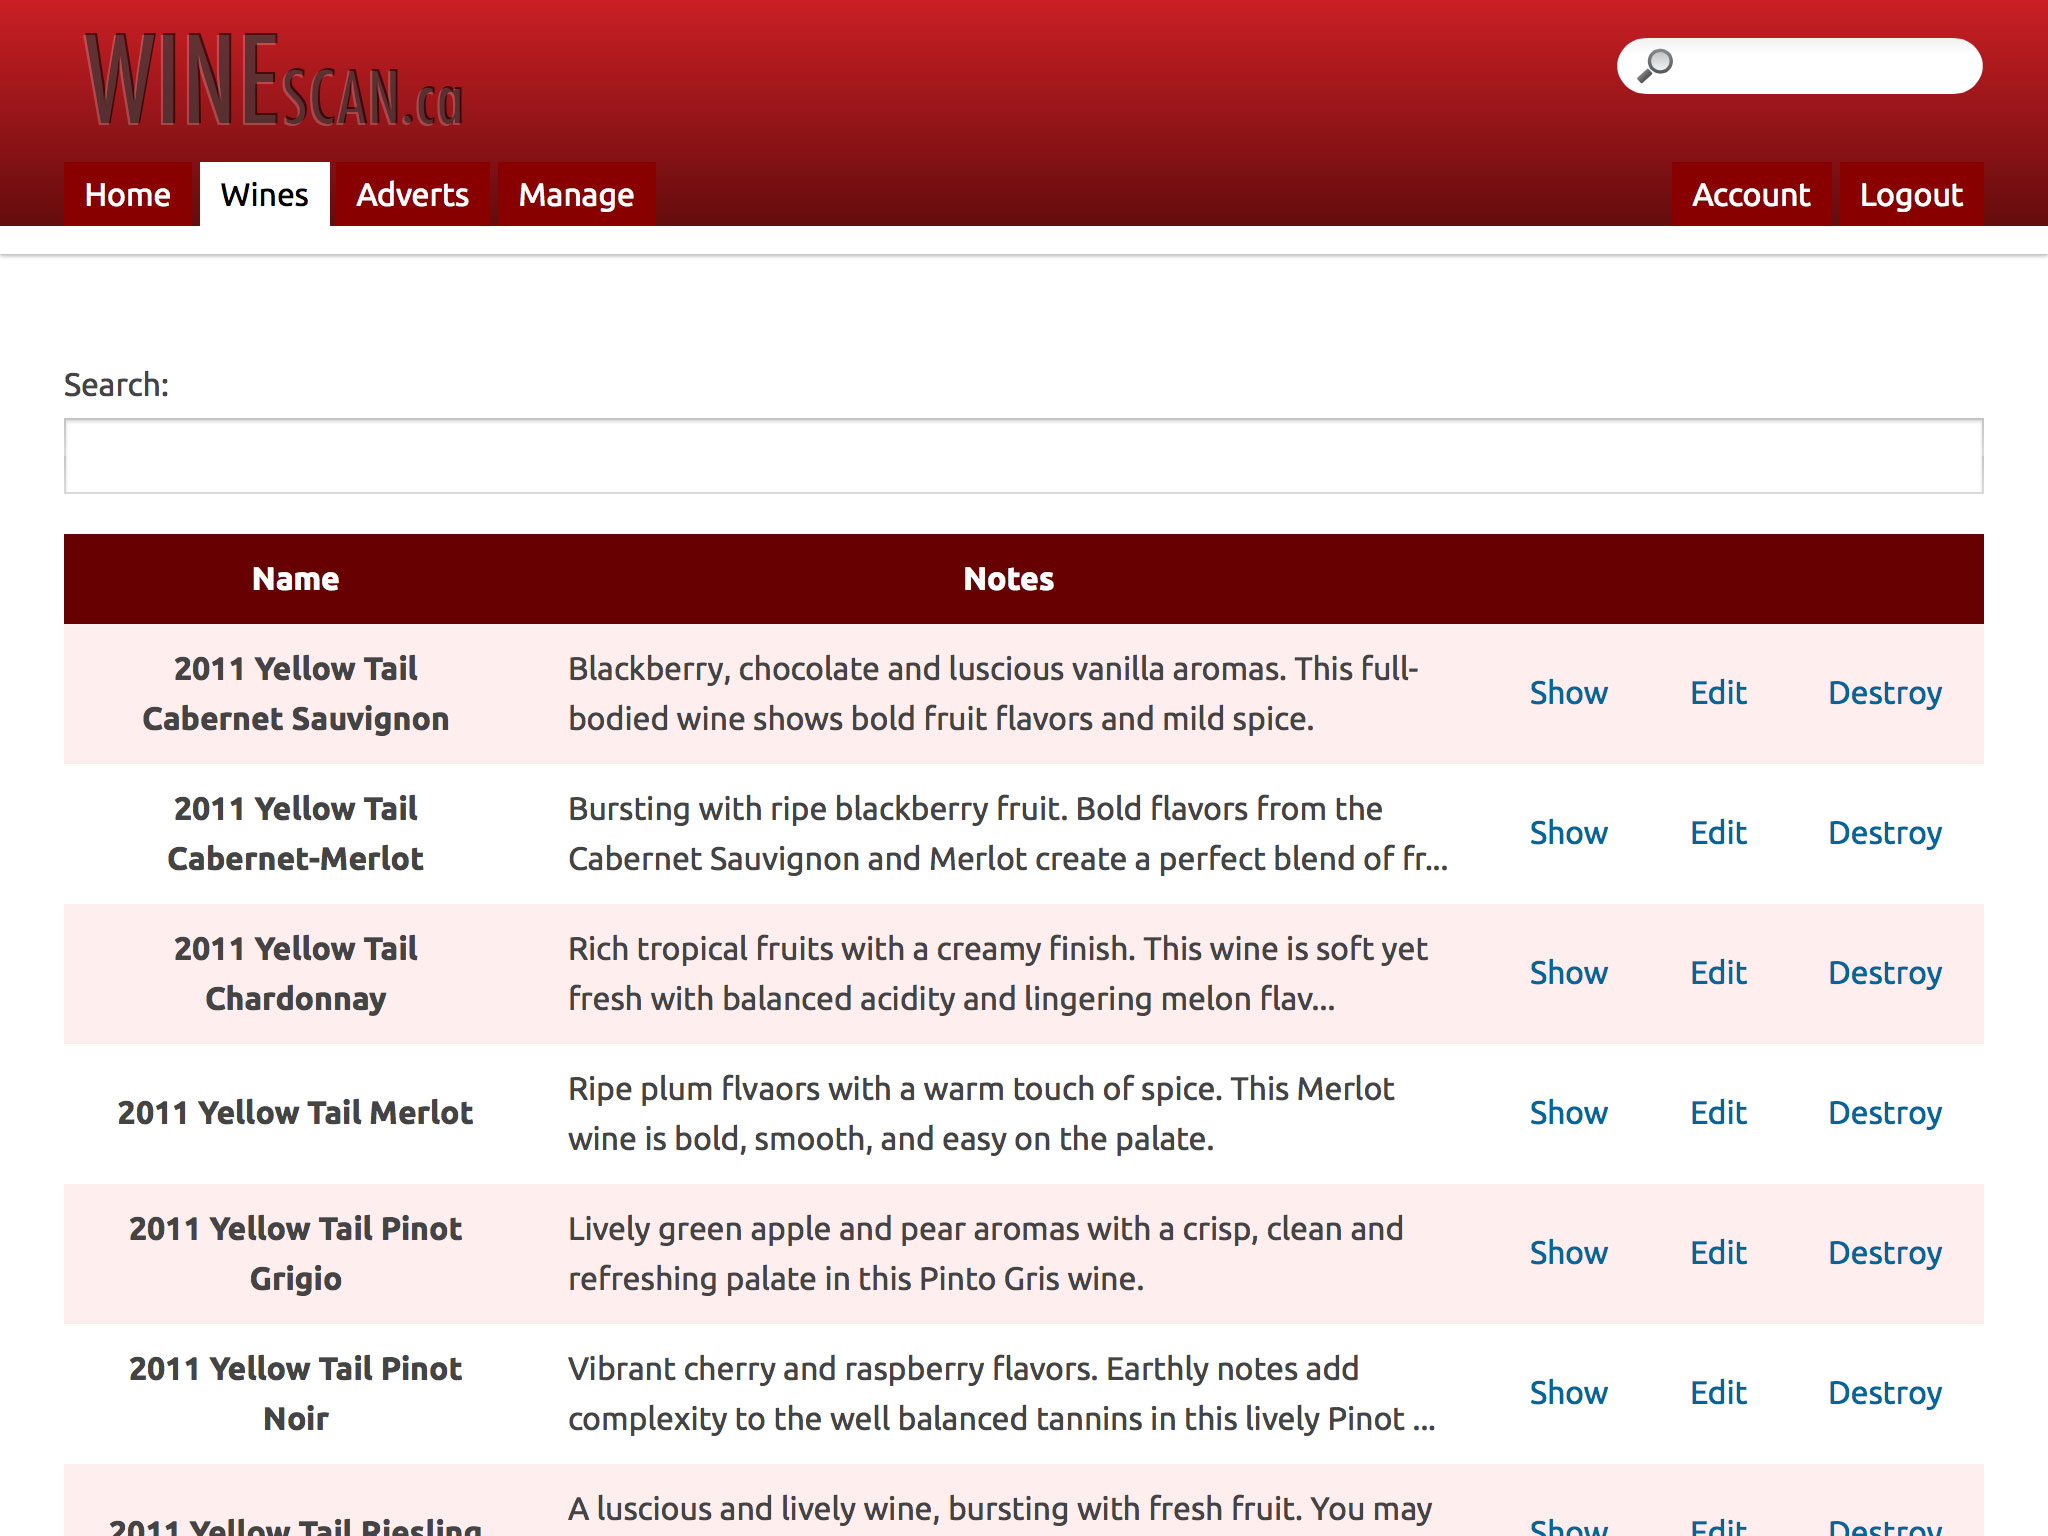 WINESCAN.ca
Home Wines Adverts Manage Account Logout
Search:
Name Notes
2011 Yellow Tail
Cabernet Sauvignon
Blackberry, chocolate and luscious vanilla aromas. This full-
bodied wine shows bold fruit flavors and mild spice.
Show Edit Destroy
2011 Yellow Tail
Cabernet-Merlot
Bursting with ripe blackberry fruit. Bold flavors from the
Cabernet Sauvignon and Merlot create a perfect blend of fr...
Show Edit Destroy
2011 Yellow Tail
Chardonnay
Rich tropical fruits with a creamy finish. This wine is soft yet
fresh with balanced acidity and lingering melon flav...
Show Edit Destroy
2011 Yellow Tail Merlot
Ripe plum flvaors with a warm touch of spice. This Merlot
wine is bold, smooth, and easy on the palate.
Show Edit Destroy
2011 Yellow Tail Pinot
Grigio
Lively green apple and pear aromas with a crisp, clean and
refreshing palate in this Pinto Gris wine.
Show Edit Destroy
2011 Yellow Tail Pinot
Noir
Vibrant cherry and raspberry flavors. Earthly notes add
complexity to the well balanced tannins in this lively Pinot ...
Show Edit Destroy
2011 Yellow Tail Riesling
A luscious and lively wine, bursting with fresh fruit. You may
Show Edit Destroy